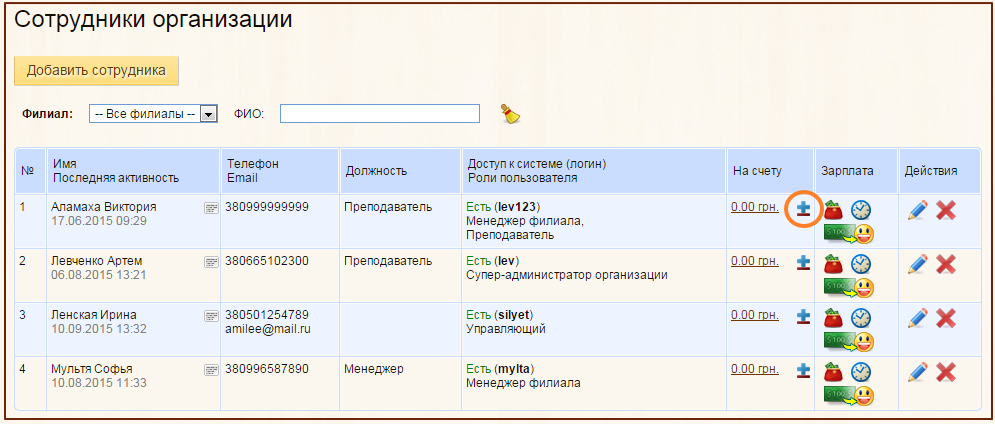 Сотрудники организации
Добавить сотрудника
Филиал: -- Все филиалы -- ФИО:
№ Имя Последняя активность Телефон Email Должность Доступ к системе (логин) Роли пользователя На счету Зарплата Действия
1 Аламаха Виктория 380999999999 Преподаватель Есть (lev123) 0.00 грн.
17.06.2015 09:29 Менеджер филиала,
Преподаватель
$100
2 Левченко Артем 380665102300 Преподаватель Есть (lev) 0.00 грн.
06.08.2015 13:21 Супер-администратор организации
$100
3 Ленская Ирина 380501254789 Есть (silyet) 0.00 грн.
10.09.2015 13:32 amilee@mail.ru Управляющий
$100
4 Мультя Софья 380996587890 Менеджер Есть (mylta) 0.00 грн.
10.08.2015 11:33 Менеджер филиала
$100